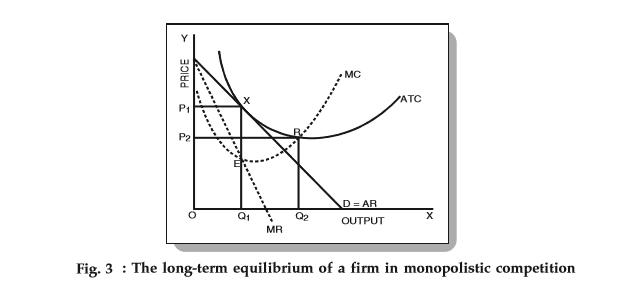 Y
PRICE
MC
ATC
X
P1
R
P2
E
D = AR
O
Q1
Q2
X
OUTPUT
MR
Fig. 3 : The long-term equilibrium of a firm in monopolistic competition